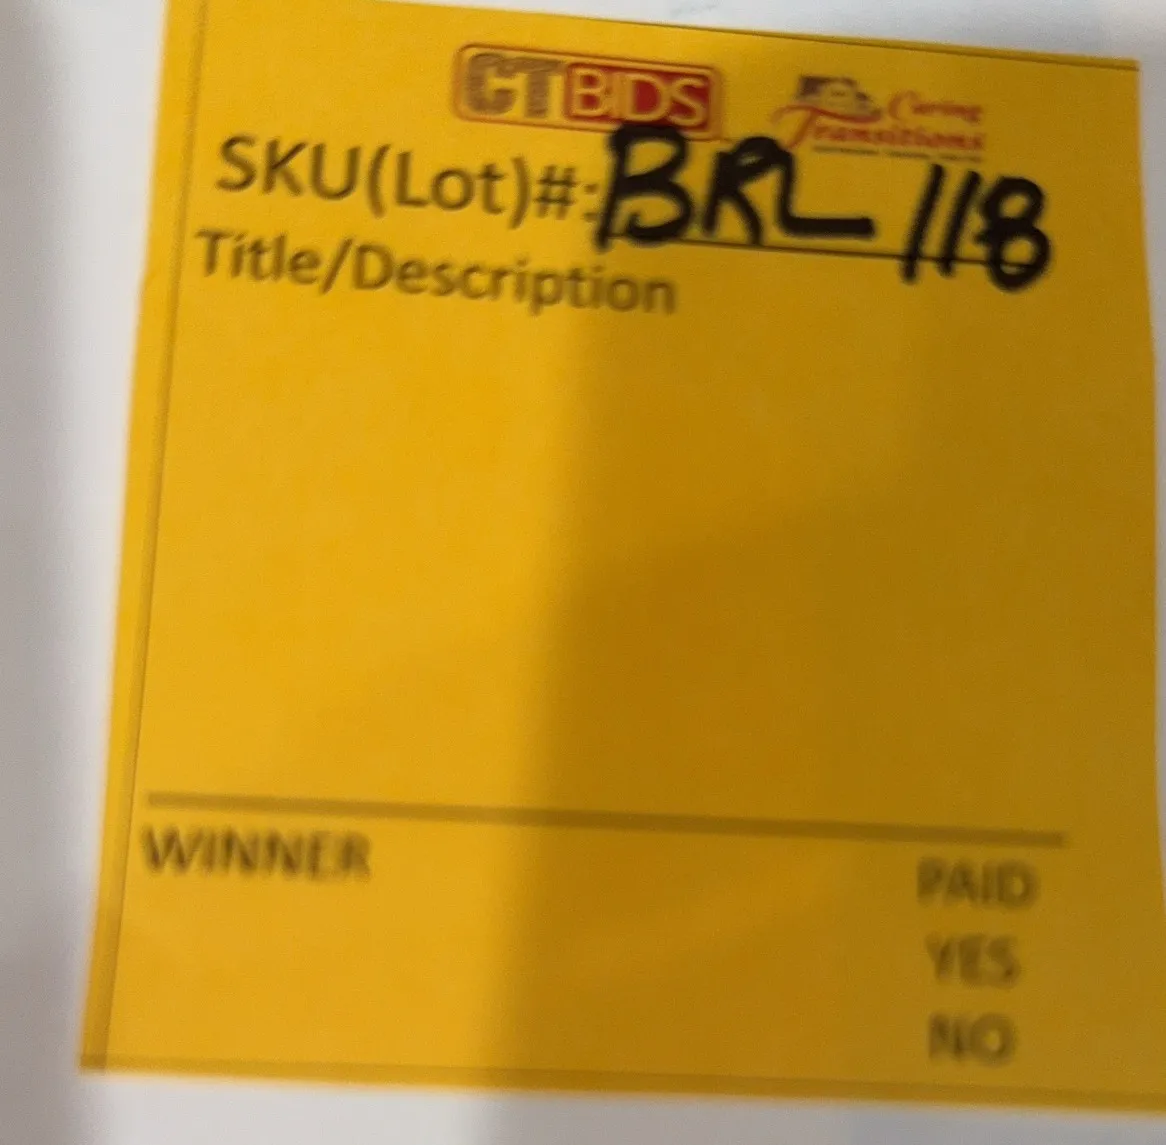 CTBIDS Caring Transitions
SKU(Lot)#: BRL 118
Title/Description
WINNER
PAID
YES
NO